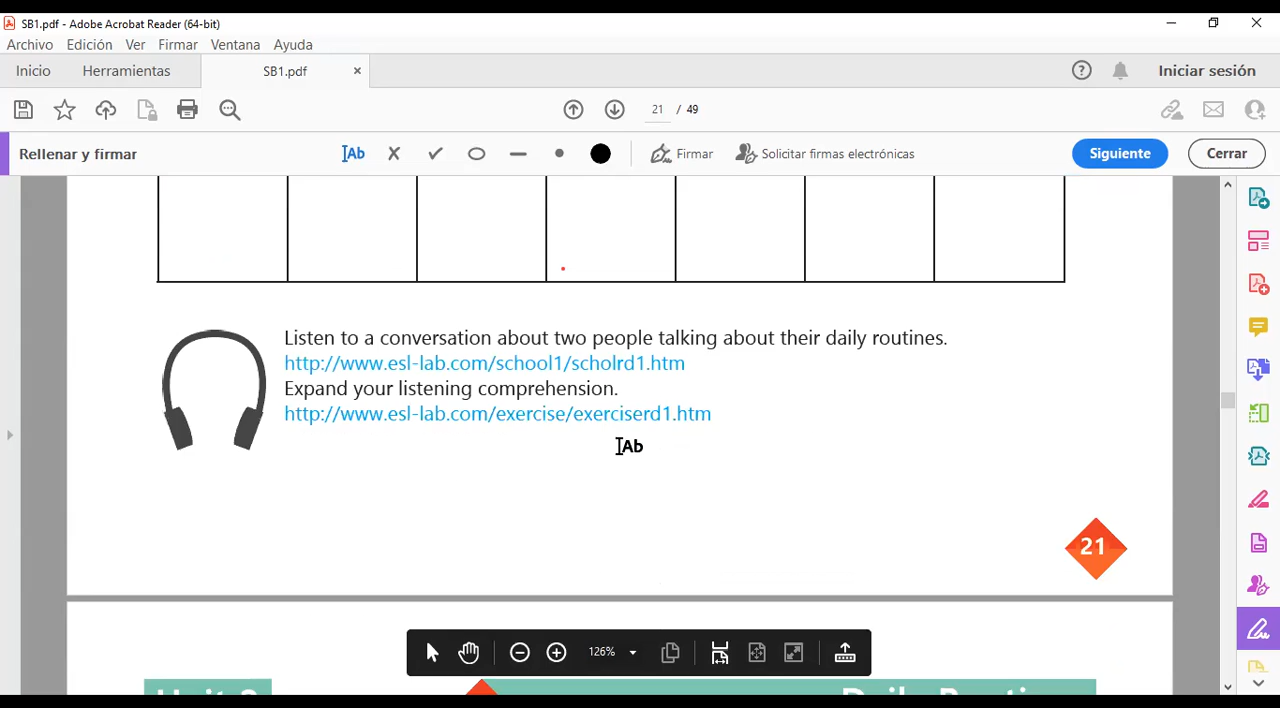 SB1.pdf - Adobe Acrobat Reader (64-bit)
Archivo Edición Ver Firmar Ventana Ayuda
Inicio Herramientas SB1.pdf × Iniciar sesión
21 / 49
Rellenar y firmar Ab Firmar Solicitar firmas electrónicas Siguiente Cerrar
Listen to a conversation about two people talking about their daily routines.
http://www.esl-lab.com/school1/scholrd1.htm
Expand your listening comprehension.
http://www.esl-lab.com/exercise/exerciserd1.htm
Ab
21
126%